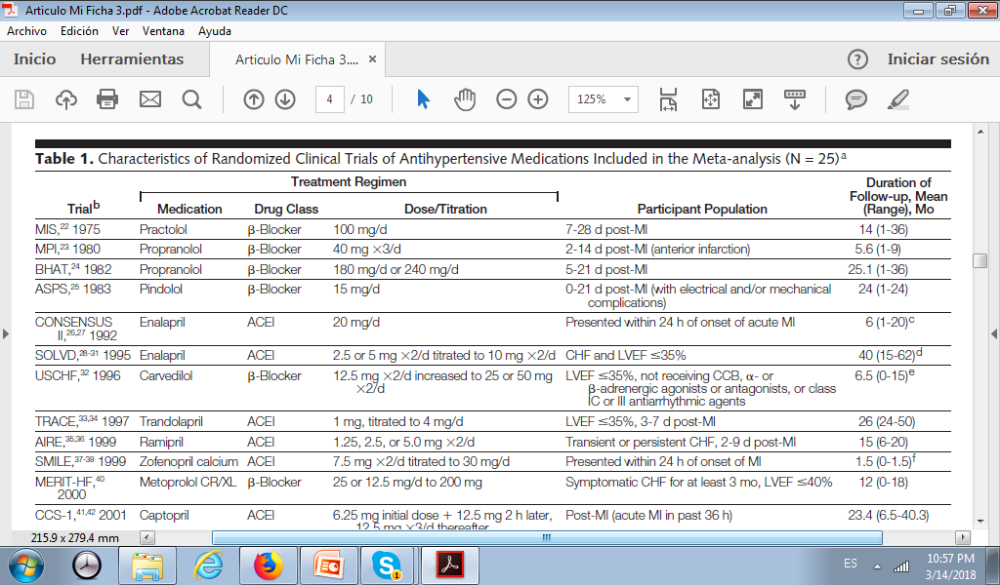 Articulo Mi Ficha 3.pdf - Adobe Acrobat Reader DC
Archivo Edición Ver Ventana Ayuda
Inicio Herramientas Articulo Mi Ficha 3.... × ? Iniciar sesión
4 / 10 125%
Table 1. Characteristics of Randomized Clinical Trials of Antihypertensive Medications Included in the Meta-analysis (N = 25)a
Treatment Regimen Duration of
Follow-up, Mean
Trialb Medication Drug Class Dose/Titration Participant Population (Range), Mo
MIS,22 1975 Practolol β-Blocker 100 mg/d 7-28 d post-MI 14 (1-36)
MPI,23 1980 Propranolol β-Blocker 40 mg ×3/d 2-14 d post-MI (anterior infarction) 5.6 (1-9)
BHAT,24 1982 Propranolol β-Blocker 180 mg/d or 240 mg/d 5-21 d post-MI 25.1 (1-36)
ASPS,25 1983 Pindolol β-Blocker 15 mg/d 0-21 d post-MI (with electrical and/or mechanical 24 (1-24)
complications)
CONSENSUS Enalapril ACEI 20 mg/d Presented within 24 h of onset of acute MI 6 (1-20)c
II,26,27 1992
SOLVD,28-31 1995 Enalapril ACEI 2.5 or 5 mg ×2/d titrated to 10 mg ×2/d CHF and LVEF ≤35% 40 (15-62)d
USCHF,32 1996 Carvedilol β-Blocker 12.5 mg ×2/d increased to 25 or 50 mg LVEF ≤35%, not receiving CCB, α- or 6.5 (0-15)e
×2/d β-adrenergic agonists or antagonists, or class
IC or III antiarrhythmic agents
TRACE,33,34 1997 Trandolapril ACEI 1 mg, titrated to 4 mg/d LVEF ≤35%, 3-7 d post-MI 26 (24-50)
AIRE,35,36 1999 Ramipril ACEI 1.25, 2.5, or 5.0 mg ×2/d Transient or persistent CHF, 2-9 d post-MI 15 (6-20)
SMILE,37-39 1999 Zofenopril calcium ACEI 7.5 mg ×2/d titrated to 30 mg/d Presented within 24 h of onset of MI 1.5 (0-1.5)f
MERIT-HF,40 Metoprolol CR/XL β-Blocker 25 or 12.5 mg/d to 200 mg Symptomatic CHF for at least 3 mo, LVEF ≤40% 12 (0-18)
2000
CCS-1,41,42 2001 Captopril ACEI 6.25 mg initial dose + 12.5 mg 2 h later, Post-MI (acute MI in past 36 h) 23.4 (6.5-40.3)
12.5 mg ×3/d thereafter
215.9 x 279.4 mm
ES 10:57 PM
3/14/2018